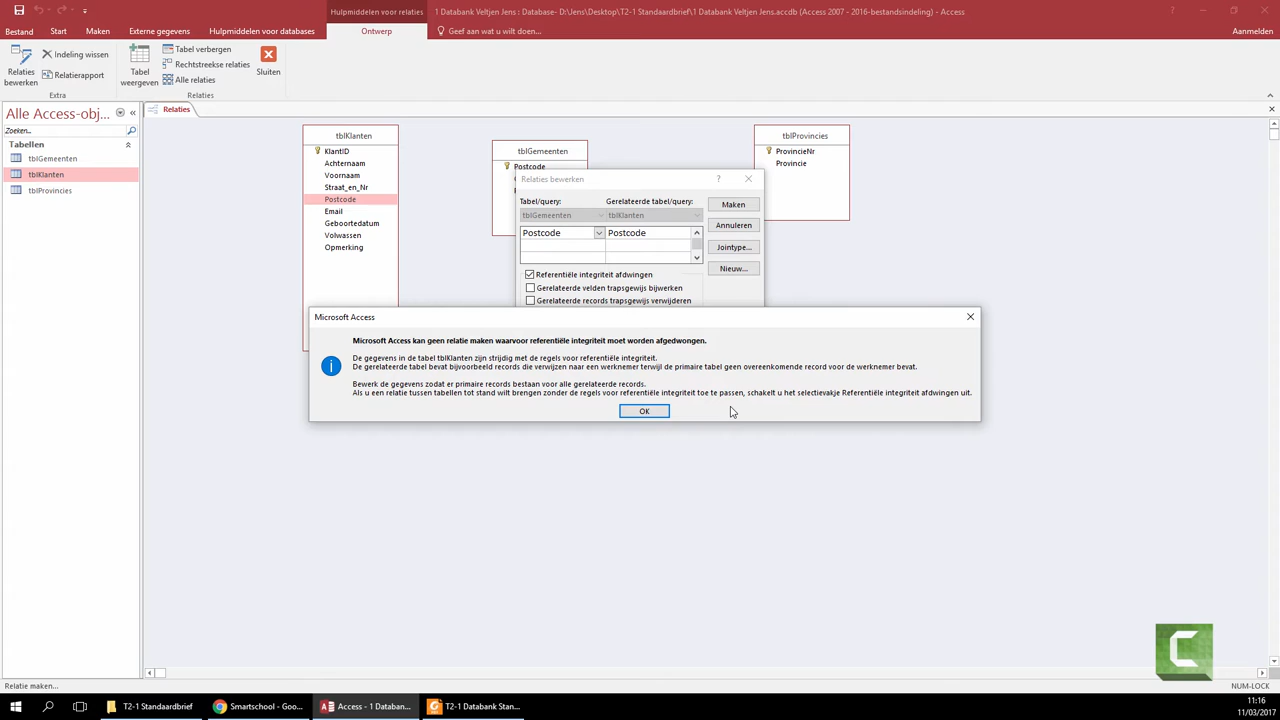 Hulpmiddelen voor relaties
1 Databank Veltjen Jens : Database- D:\Jens\Desktop\T2-1 Standaardbrief\1 Databank Veltjen Jens.accdb (Access 2007 - 2016-bestandsindeling) - Access
Bestand Start Maken Externe gegevens Hulpmiddelen voor databases Ontwerp Geef aan wat u wilt doen... Aanmelden
Relaties bewerken
Indeling wissen
Relatierapport
Extra
Tabel weergeven
Tabel verbergen
Rechtstreekse relaties
Alle relaties
Relaties
Sluiten
Alle Access-obj...
Zoeken...
Tabellen
tblGemeenten
tblKlanten
tblProvincies
Relaties
tblKlanten
KlantID
Achternaam
Voornaam
Straat_en_Nr
Postcode
Email
Geboortedatum
Volwassen
Opmerking
tblGemeenten
Postcode
tblProvincies
ProvincieNr
Provincie
Relaties bewerken
Tabel/query: Gerelateerde tabel/query:
tblGemeenten tblKlanten
Postcode Postcode
Referentiële integriteit afdwingen
Gerelateerde velden trapsgewijs bijwerken
Gerelateerde records trapsgewijs verwijderen
Maken
Annuleren
Jointype...
Nieuw...
Microsoft Access
Microsoft Access kan geen relatie maken waarvoor referentiële integriteit moet worden afgedwongen.
De gegevens in de tabel tblKlanten zijn strijdig met de regels voor referentiële integriteit.
De gerelateerde tabel bevat bijvoorbeeld records die verwijzen naar een werknemer terwijl de primaire tabel geen overeenkomende record voor de werknemer bevat.
Bewerk de gegevens zodat er primaire records bestaan voor alle gerelateerde records.
Als u een relatie tussen tabellen tot stand wilt brengen zonder de regels voor referentiële integriteit toe te passen, schakelt u het selectievakje Referentiële integriteit afdwingen uit.
OK
Relatie maken...
NUM-LOCK
T2-1 Standaardbrief
Smartschool - Goo...
Access - 1 Databan...
T2-1 Databank Stan...
11:16
11/03/2017